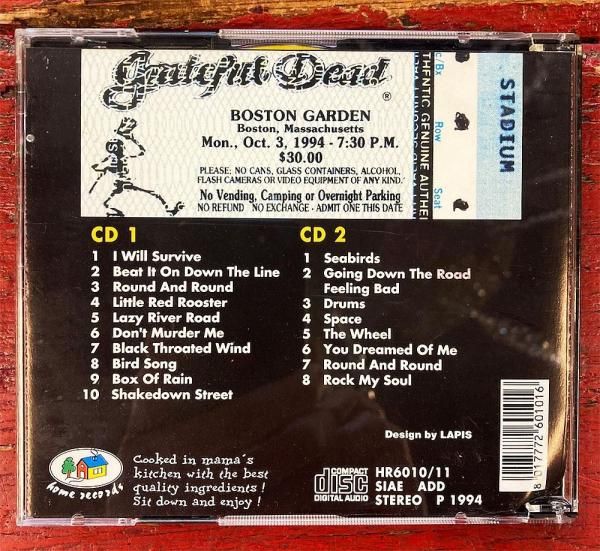 Grateful Dead ®
BOSTON GARDEN
Boston, Massachusetts
Mon., Oct. 3, 1994 - 7:30 P.M.
$30.00
PLEASE: NO CANS, GLASS CONTAINERS, ALCOHOL,
FLASH CAMERAS OR VIDEO EQUIPMENT OF ANY KIND.
No Vending, Camping or Overnight Parking
NO REFUND NO EXCHANGE - ADMIT ONE THIS DATE
c/Bx Row Seat
GENUINE
STADIUM
CD 1
1 I Will Survive
2 Beat It On Down The Line
3 Round And Round
4 Little Red Rooster
5 Lazy River Road
6 Don't Murder Me
7 Black Throated Wind
8 Bird Song
9 Box Of Rain
10 Shakedown Street
CD 2
1 Seabirds
2 Going Down The Road
Feeling Bad
3 Drums
4 Space
5 The Wheel
6 You Dreamed Of Me
7 Round And Round
8 Rock My Soul
Design by LAPIS
8 017772 601016
home records
Cooked in mama's
kitchen with the best
quality ingredients!
Sit down and enjoy!
COMPACT
disc
DIGITAL AUDIO
HR6010/11
SIAE ADD
STEREO P 1994